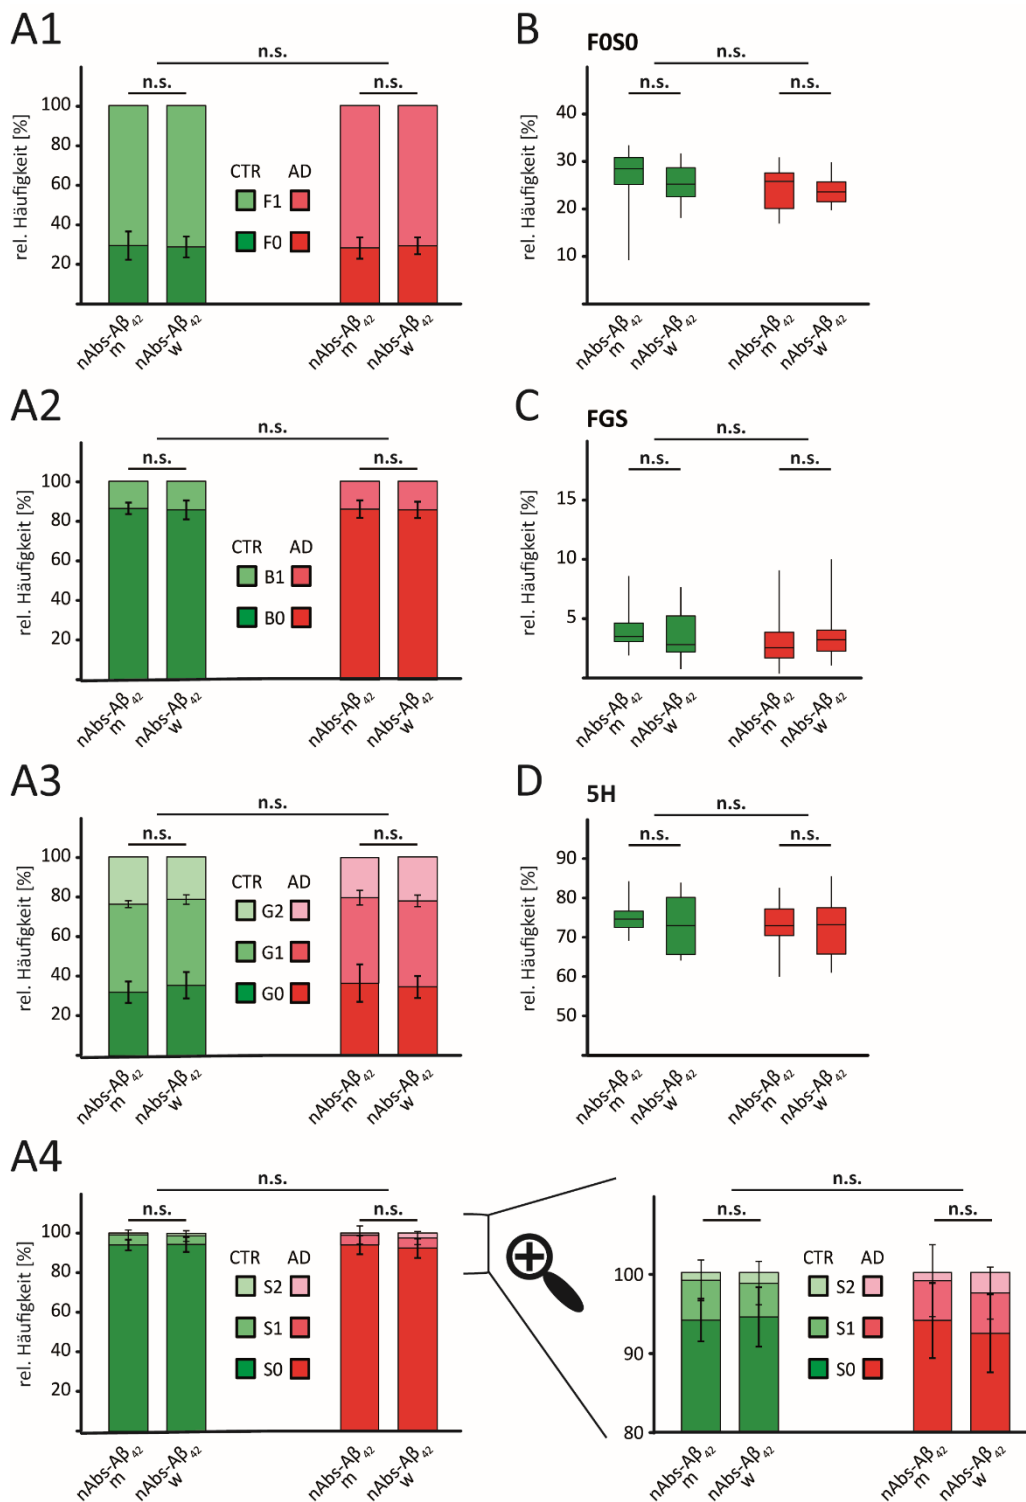 A1
n.s.
n.s.
n.s.
rel. Häufigkeit [%]
100
80
60
40
20
CTR AD
F1
F0
nAbs-Aβ42 m
nAbs-Aβ42 w
nAbs-Aβ42 m
nAbs-Aβ42 w
B
F0S0
n.s.
n.s.
n.s.
rel. Häufigkeit [%]
40
30
20
10
nAbs-Aβ42 m
nAbs-Aβ42 w
nAbs-Aβ42 m
nAbs-Aβ42 w
A2
n.s.
n.s.
n.s.
rel. Häufigkeit [%]
100
80
60
40
20
CTR AD
B1
B0
nAbs-Aβ42 m
nAbs-Aβ42 w
nAbs-Aβ42 m
nAbs-Aβ42 w
C
FGS
n.s.
n.s.
n.s.
rel. Häufigkeit [%]
15
10
5
nAbs-Aβ42 m
nAbs-Aβ42 w
nAbs-Aβ42 m
nAbs-Aβ42 w
A3
n.s.
n.s.
n.s.
rel. Häufigkeit [%]
100
80
60
40
20
CTR AD
G2
G1
G0
nAbs-Aβ42 m
nAbs-Aβ42 w
nAbs-Aβ42 m
nAbs-Aβ42 w
D
5H
n.s.
n.s.
n.s.
rel. Häufigkeit [%]
90
80
70
60
50
nAbs-Aβ42 m
nAbs-Aβ42 w
nAbs-Aβ42 m
nAbs-Aβ42 w
A4
n.s.
n.s.
n.s.
rel. Häufigkeit [%]
100
80
60
40
20
CTR AD
S2
S1
S0
nAbs-Aβ42 m
nAbs-Aβ42 w
nAbs-Aβ42 m
nAbs-Aβ42 w
n.s.
n.s.
n.s.
100
90
80
CTR AD
S2
S1
S0
nAbs-Aβ42 m
nAbs-Aβ42 w
nAbs-Aβ42 m
nAbs-Aβ42 w